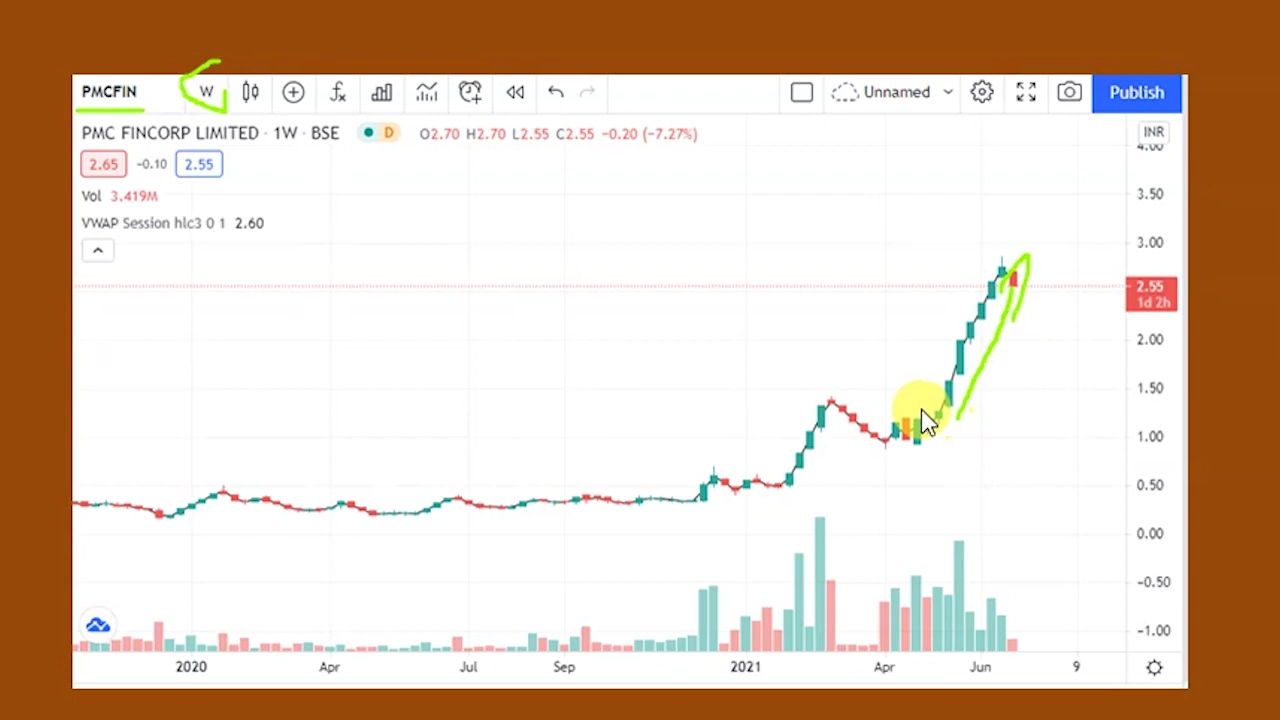 PMCFIN W Unnamed Publish
PMC FINCORP LIMITED · 1W · BSE D O2.70 H2.70 L2.55 C2.55 −0.20 (−7.27%) INR
2.65 −0.10 2.55
Vol 3.419M
VWAP Session hlc3 0 1 2.60
4.00
3.50
3.00
2.55
1d 2h
2.00
1.50
1.00
0.50
0.00
−0.50
−1.00
2020 Apr Jul Sep 2021 Apr Jun 9